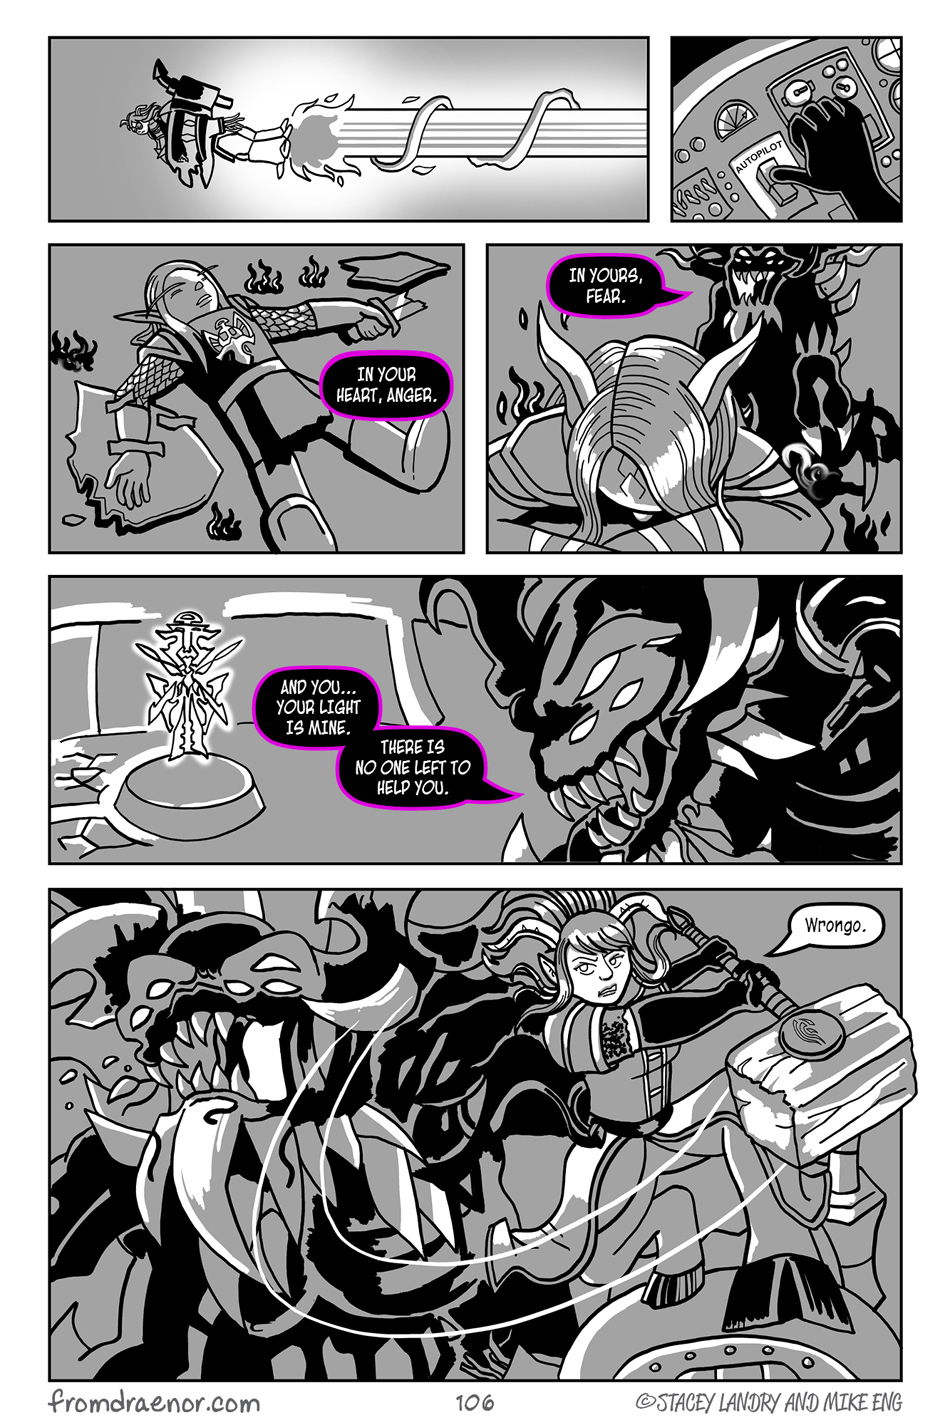 AUTOPILOT
IN YOUR
HEART, ANGER.
IN YOURS,
FEAR.
AND YOU...
YOUR LIGHT
IS MINE.
THERE IS
NO ONE LEFT TO
HELP YOU.
Wrongo.
fromdraenor.com
106
©STACEY LANDRY AND MIKE ENG